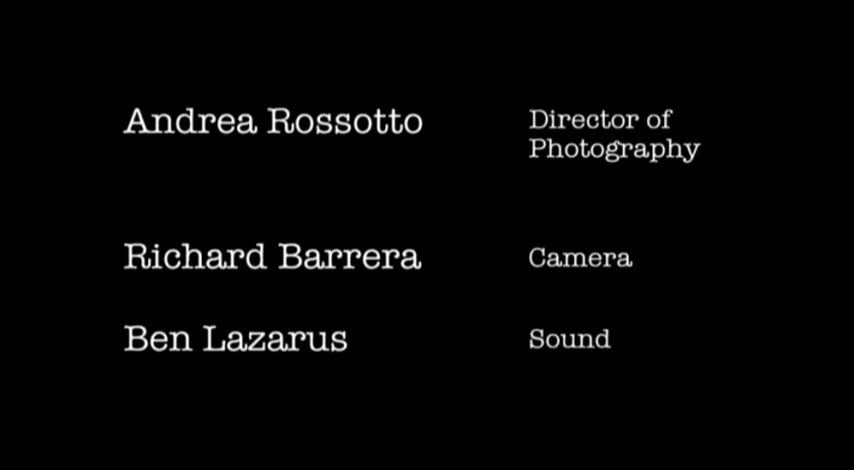 Andrea Rossotto Director of
Photography
Richard Barrera Camera
Ben Lazarus Sound